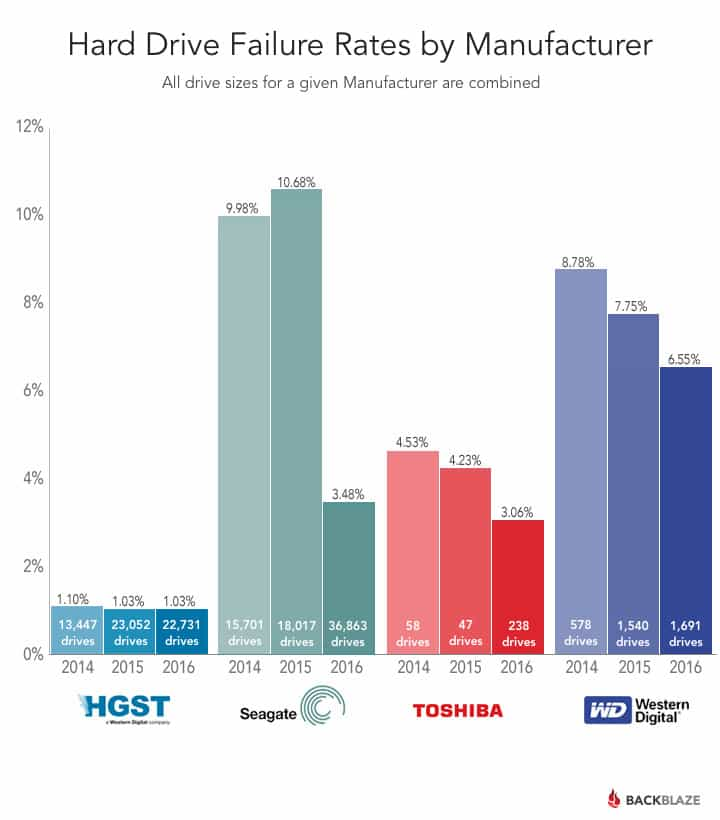 Hard Drive Failure Rates by Manufacturer
All drive sizes for a given Manufacturer are combined
12%
10%
8%
6%
4%
2%
0%
1.10%
1.03%
1.03%
9.98%
10.68%
3.48%
4.53%
4.23%
3.06%
8.78%
7.75%
6.55%
13,447 drives
23,052 drives
22,731 drives
15,701 drives
18,017 drives
36,863 drives
58 drives
47 drives
238 drives
578 drives
1,540 drives
1,691 drives
2014 2015 2016
2014 2015 2016
2014 2015 2016
2014 2015 2016
HGST
a Western Digital company
Seagate
TOSHIBA
WD
Western
Digital®
BACKBLAZE